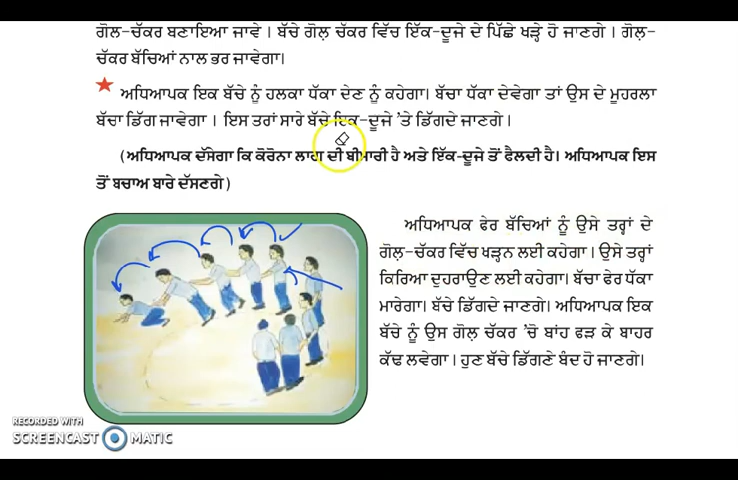 ਗੋਲ-ਚੱਕਰ ਬਣਾਇਆ ਜਾਵੇ । ਬੱਚੇ ਗੋਲ਼ ਚੱਕਰ ਵਿੱਚ ਇੱਕ-ਦੂਜੇ ਦੇ ਪਿੱਛੇ ਖੜ੍ਹੇ ਹੋ ਜਾਣਗੇ । ਗੋਲ਼-
ਚੱਕਰ ਬੱਚਿਆਂ ਨਾਲ ਭਰ ਜਾਵੇਗਾ।
ਅਧਿਆਪਕ ਇਕ ਬੱਚੇ ਨੂੰ ਹਲਕਾ ਧੱਕਾ ਦੇਣ ਨੂੰ ਕਹੇਗਾ। ਬੱਚਾ ਧੱਕਾ ਦੇਵੇਗਾ ਤਾਂ ਉਸ ਦੇ ਮੂਹਰਲਾ
ਬੱਚਾ ਡਿੱਗ ਜਾਵੇਗਾ । ਇਸ ਤਰਾਂ ਸਾਰੇ ਬੱਚੇ ਇਕ-ਦੂਜੇ 'ਤੇ ਡਿੱਗਦੇ ਜਾਣਗੇ ।
(ਅਧਿਆਪਕ ਦੱਸੇਗਾ ਕਿ ਕੋਰੋਨਾ ਲਾਗ ਦੀ ਬੀਮਾਰੀ ਹੈ ਅਤੇ ਇੱਕ-ਦੂਜੇ ਤੋਂ ਫੈਲਦੀ ਹੈ। ਅਧਿਆਪਕ ਇਸ
ਤੋਂ ਬਚਾਅ ਬਾਰੇ ਦੱਸਣਗੇ)
ਅਧਿਆਪਕ ਫੇਰ ਬੱਚਿਆਂ ਨੂੰ ਉਸੇ ਤਰ੍ਹਾਂ ਦੇ
ਗੋਲ਼-ਚੱਕਰ ਵਿੱਚ ਖੜ੍ਹਨ ਲਈ ਕਹੇਗਾ । ਉਸੇ ਤਰ੍ਹਾਂ
ਕਿਰਿਆ ਦੁਹਰਾਉਣ ਲਈ ਕਹੇਗਾ। ਬੱਚਾ ਫੇਰ ਧੱਕਾ
ਮਾਰੇਗਾ। ਬੱਚੇ ਡਿੱਗਦੇ ਜਾਣਗੇ। ਅਧਿਆਪਕ ਇਕ
ਬੱਚੇ ਨੂੰ ਉਸ ਗੋਲ਼ ਚੱਕਰ 'ਚੋ ਬਾਂਹ ਫੜ ਕੇ ਬਾਹਰ
ਕੱਢ ਲਵੇਗਾ । ਹੁਣ ਬੱਚੇ ਡਿੱਗਣੇ ਬੰਦ ਹੋ ਜਾਣਗੇ।
RECORDED WITH
SCREENCAST MATIC